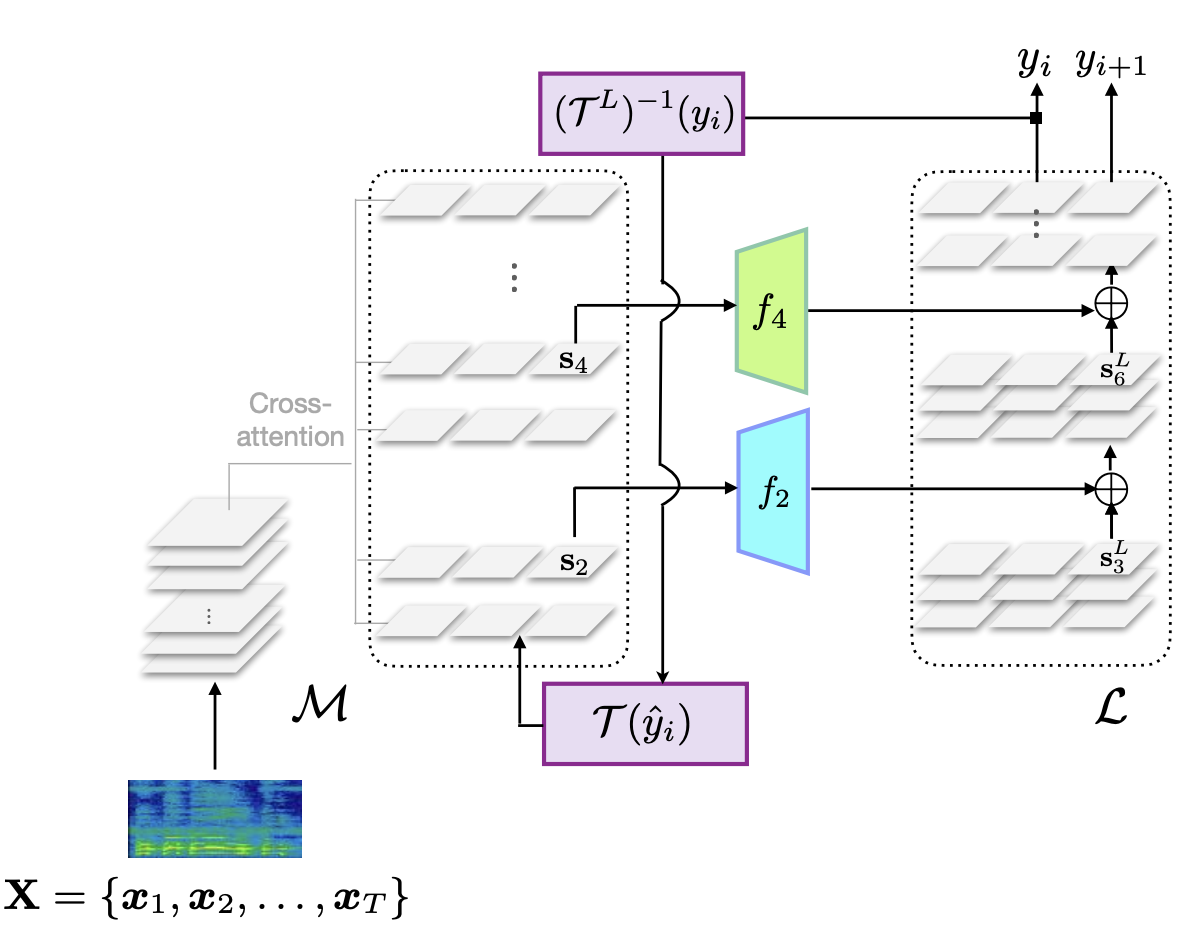 $y_i$ $y_{i+1}$
$(\mathcal{T}^L)^{-1}(y_i)$
$f_4$
$\mathbf{s}_4$
$\mathbf{s}_6^L$
Cross-
attention
$f_2$
$\mathbf{s}_2$
$\mathbf{s}_3^L$
$\mathcal{M}$
$\mathcal{L}$
$\mathcal{T}(\hat{y}_i)$
$\mathbf{X} = \{\boldsymbol{x}_1, \boldsymbol{x}_2, \ldots, \boldsymbol{x}_T\}$